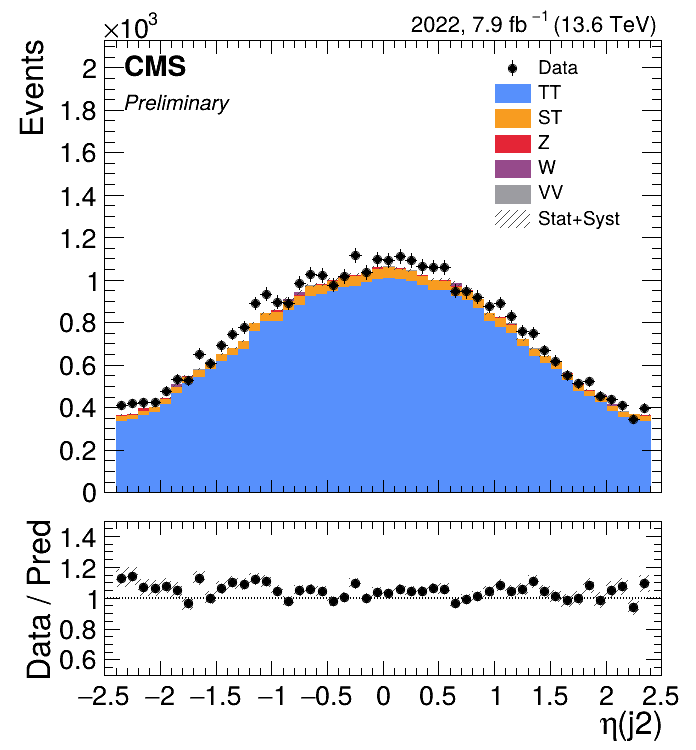 ×10³
2022, 7.9 fb⁻¹ (13.6 TeV)
Events
CMS
Preliminary
Data
TT
ST
Z
W
VV
Stat+Syst
2
1.8
1.6
1.4
1.2
1
0.8
0.6
0.4
0.2
0
Data / Pred
1.4
1.2
1
0.8
0.6
−2.5 −2 −1.5 −1 −0.5 0 0.5 1 1.5 2 2.5
η(j2)